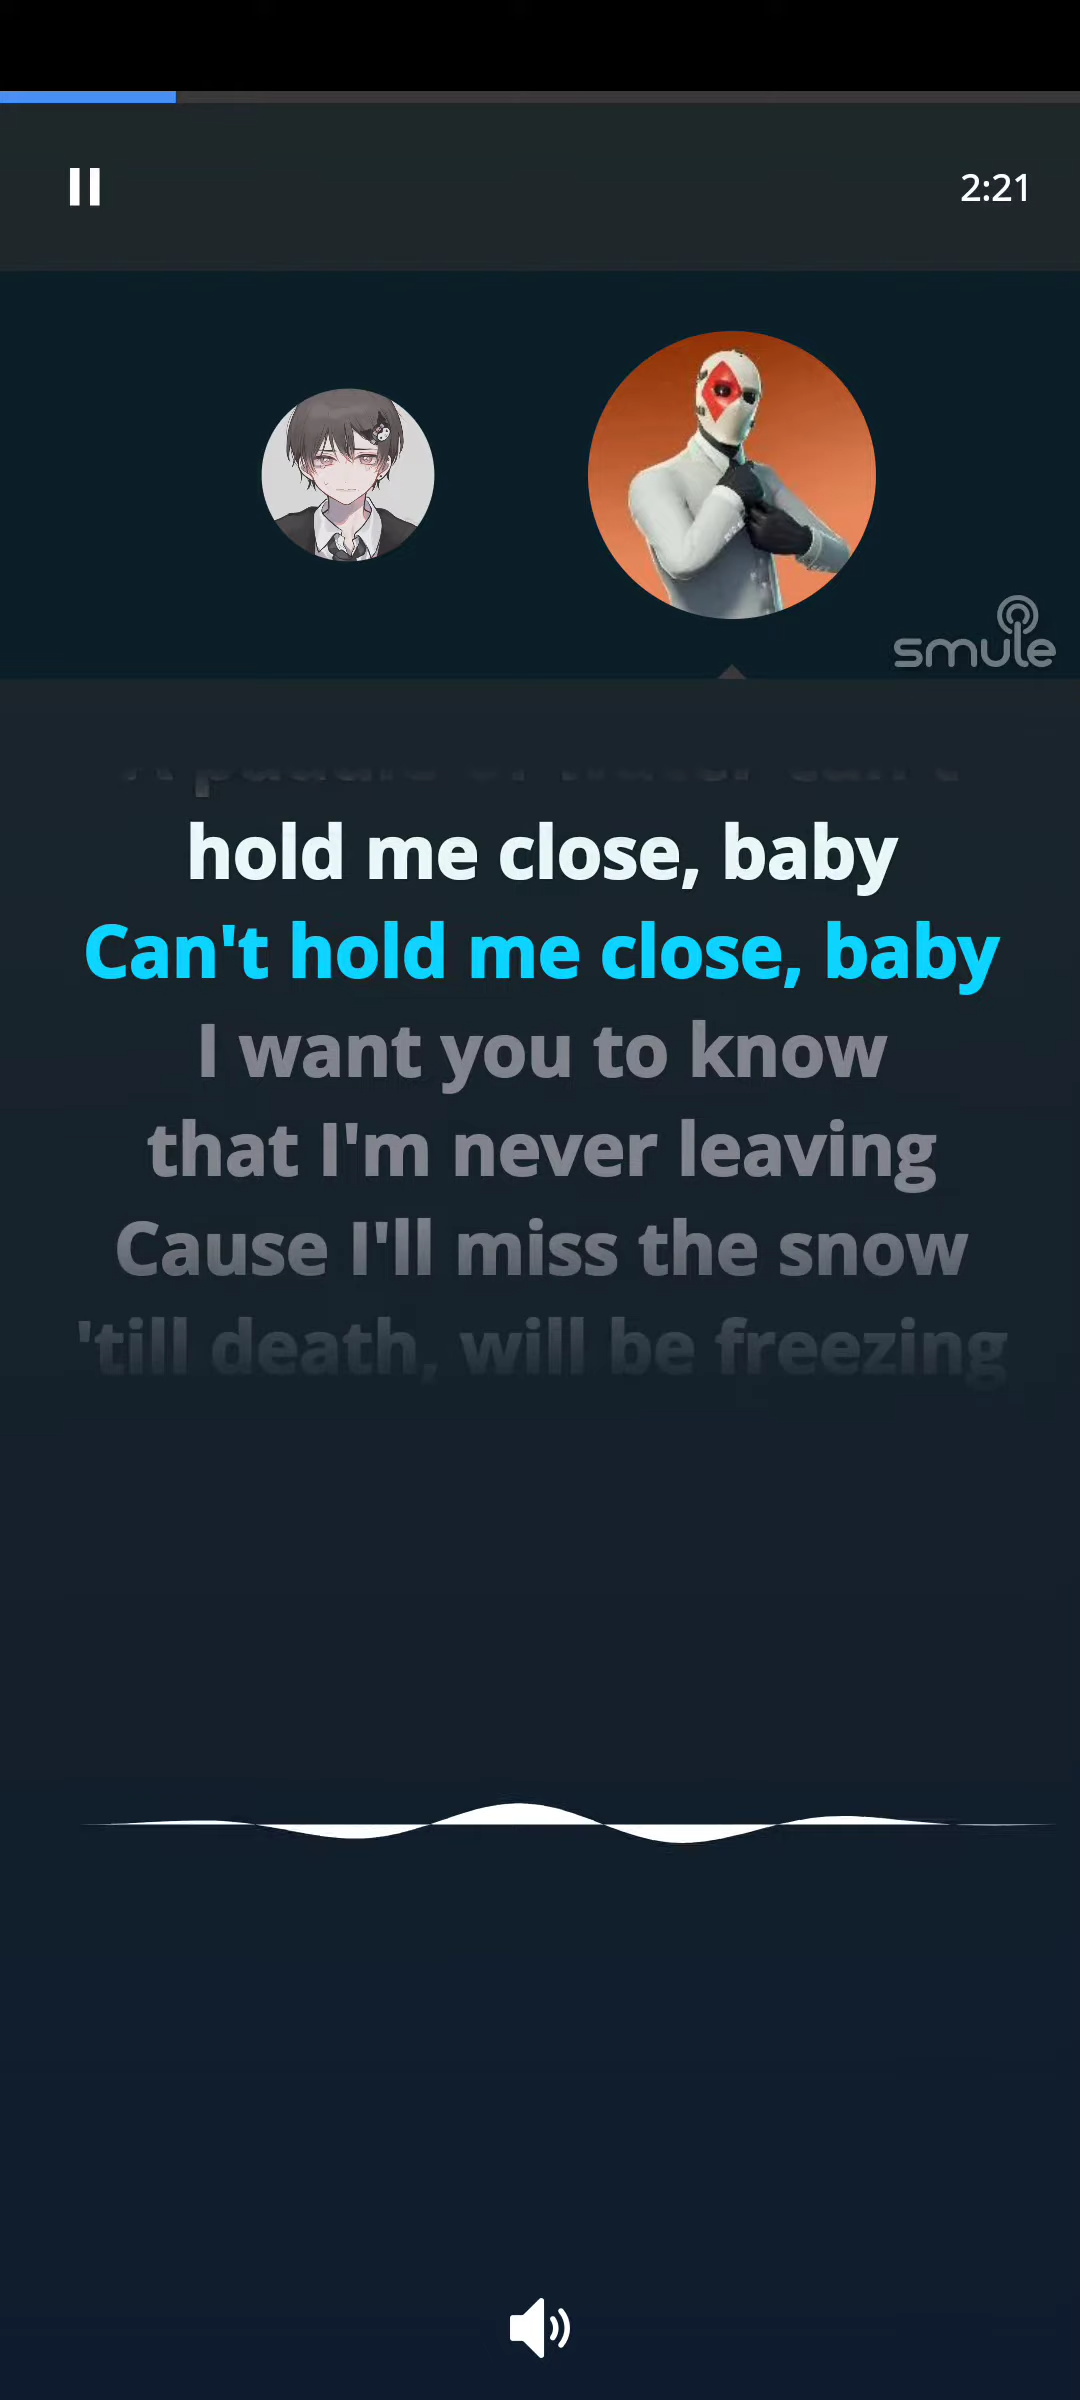 2:21
smule
hold me close, baby
Can't hold me close, baby
I want you to know
that I'm never leaving
Cause I'll miss the snow
'till death, will be freezing